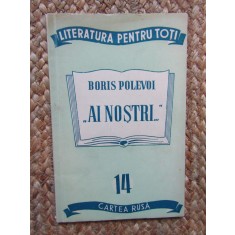 LITERATURA PENTRU TOȚI
BORIS POLEVOI
„AI NOȘTRI..."
14
CARTEA RUSĂ